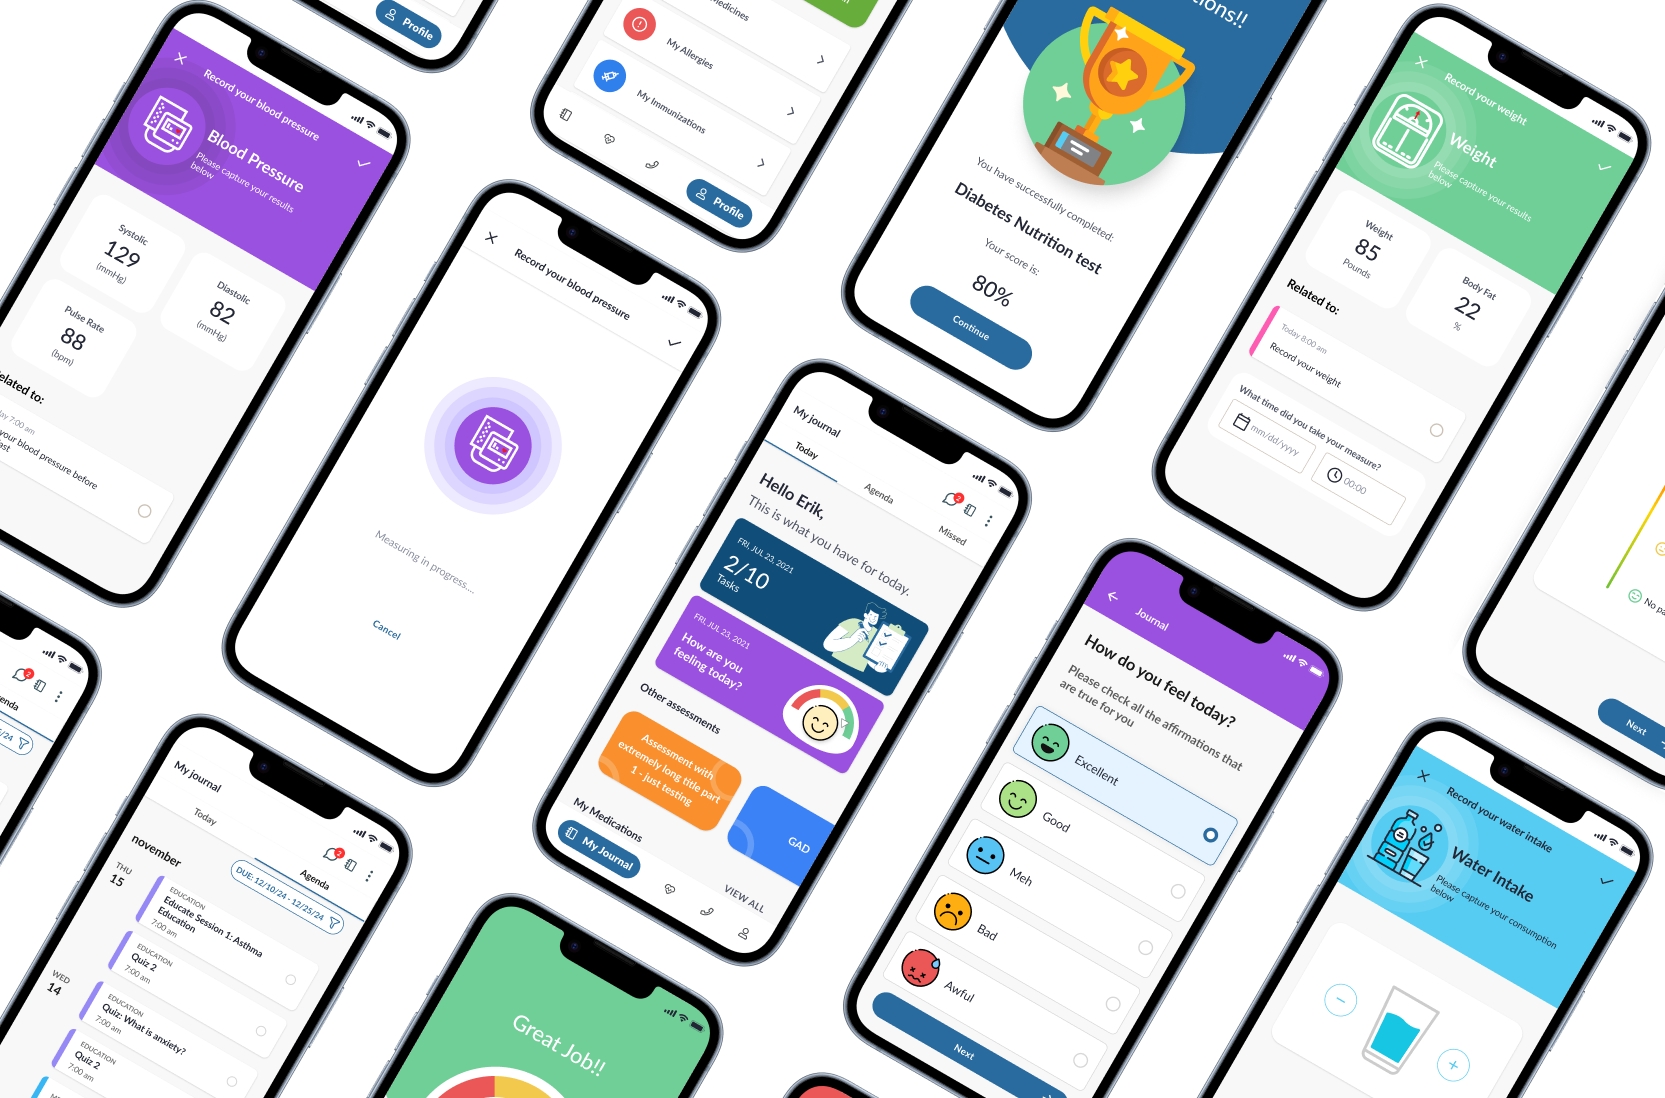 Profile
Record your blood pressure
Blood Pressure
Please capture your results
below
Systolic
129
(mmHg)
Diastolic
82
(mmHg)
Pulse Rate
88
(bpm)
to:
7:00 am
your blood pressure before
My Allergies
My Immunizations
Profile
Record your blood pressure
Measuring in progress....
Cancel
You have successfully completed:
Diabetes Nutrition test
Your score is:
80%
Continue
Record your weight
Weight
Please capture your results
below
Weight
85
Pounds
Body Fat
22
%
Related to:
Today 8:00 am
Record your weight
What time did you take your measure?
mm/dd/yyyy
00:00
My journal
Today
Agenda
Missed
2
Hello Erik,
This is what you have for today.
FRI, JUL 23, 2021
2/10
Tasks
FRI, JUL 23, 2021
How are you
feeling today?
Other assessments
Assessment with
extremely long title part
1 - just testing
GAD
My Medications
VIEW ALL
My Journal
Journal
How do you feel today?
Please check all the affirmations that
are true for you
Excellent
Good
Meh
Bad
Awful
Next
No
Next
2
My journal
Today
Agenda
2
november
DUE: 12/10/24 - 12/25/24
THU
15
EDUCATION
Educate Session 1: Asthma
Education
7:00 am
EDUCATION
Quiz 2
7:00 am
WED
14
EDUCATION
Quiz: What is anxiety?
7:00 am
EDUCATION
Quiz 2
7:00 am
Great Job!!
Record your water intake
Water Intake
Please capture your consumption
below